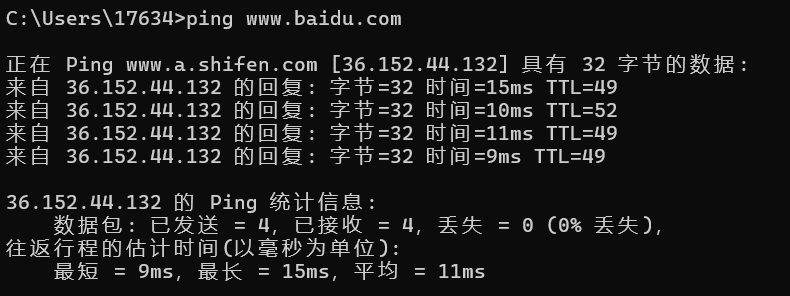 C:\Users\17634>ping www.baidu.com
正在 Ping www.a.shifen.com [36.152.44.132] 具有 32 字节的数据:
来自 36.152.44.132 的回复: 字节=32 时间=15ms TTL=49
来自 36.152.44.132 的回复: 字节=32 时间=10ms TTL=52
来自 36.152.44.132 的回复: 字节=32 时间=11ms TTL=49
来自 36.152.44.132 的回复: 字节=32 时间=9ms TTL=49
36.152.44.132 的 Ping 统计信息:
数据包: 已发送 = 4, 已接收 = 4, 丢失 = 0 (0% 丢失),
往返行程的估计时间(以毫秒为单位):
最短 = 9ms, 最长 = 15ms, 平均 = 11ms